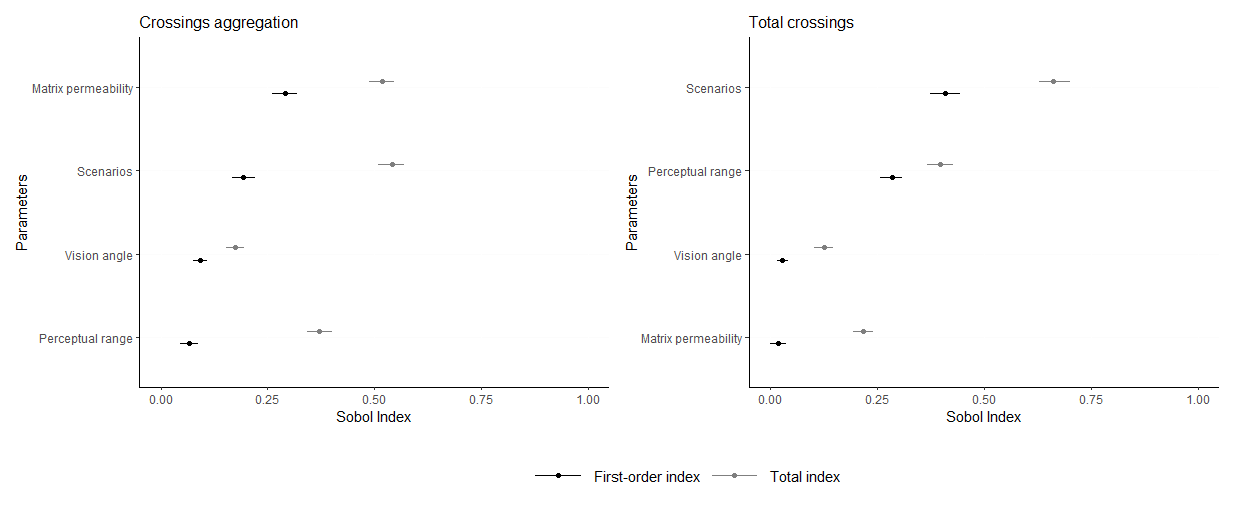 Crossings aggregation
Parameters
Matrix permeability
Scenarios
Vision angle
Perceptual range
0.00 0.25 0.50 0.75 1.00
Sobol Index
Total crossings
Parameters
Scenarios
Perceptual range
Vision angle
Matrix permeability
0.00 0.25 0.50 0.75 1.00
Sobol Index
First-order index Total index